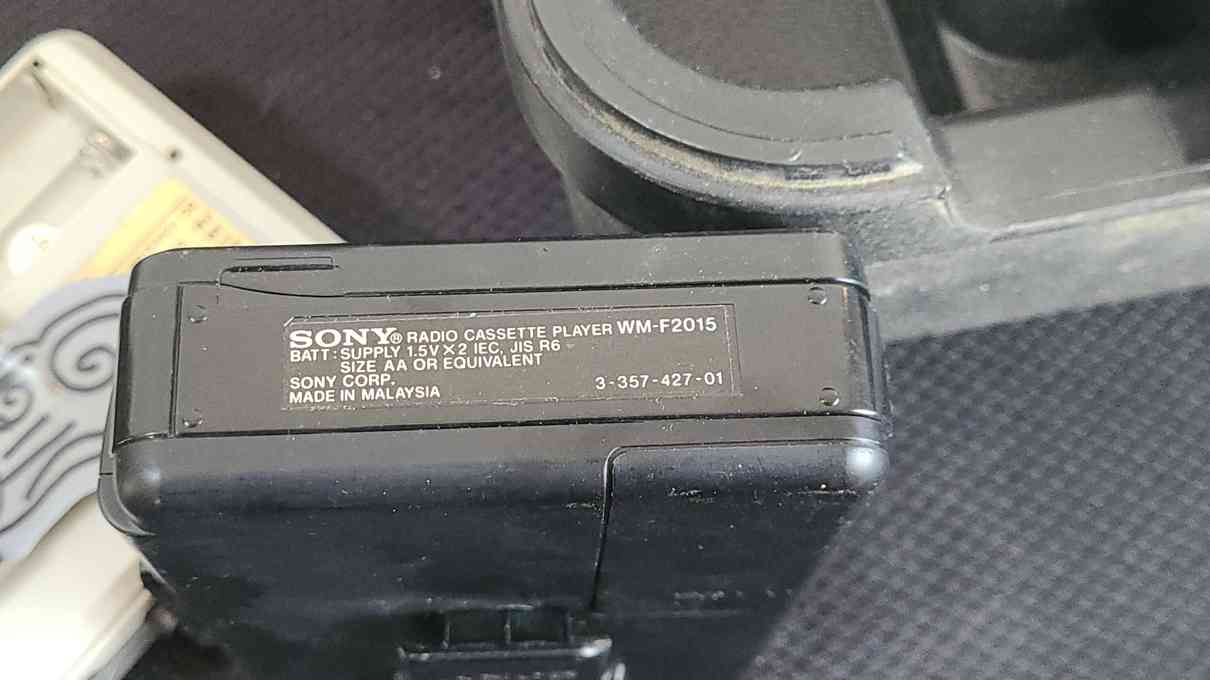 SONY® RADIO CASSETTE PLAYER WM-F2015
BATT: SUPPLY 1.5V×2 IEC, JIS R6
SIZE AA OR EQUIVALENT
SONY CORP.
MADE IN MALAYSIA
3-357-427-01